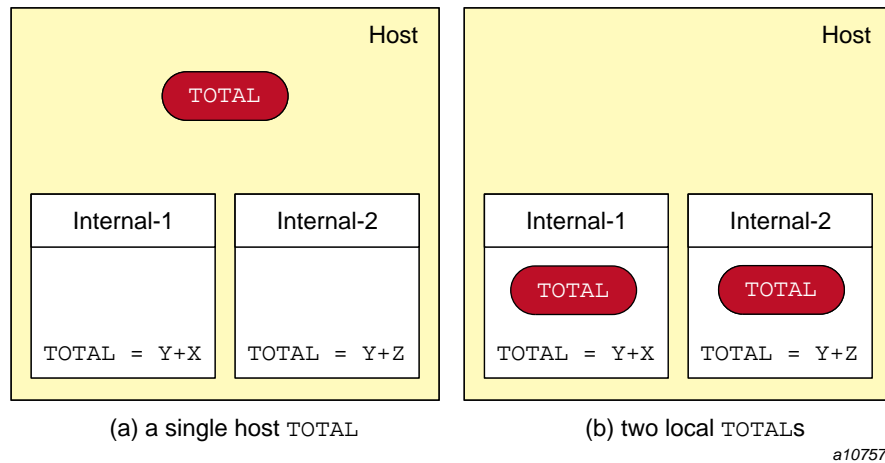 Host
TOTAL
Internal-1
Internal-2
TOTAL = Y+X
TOTAL = Y+Z
(a) a single host TOTAL
Host
Internal-1
Internal-2
TOTAL
TOTAL
TOTAL = Y+X
TOTAL = Y+Z
(b) two local TOTALs
a10757